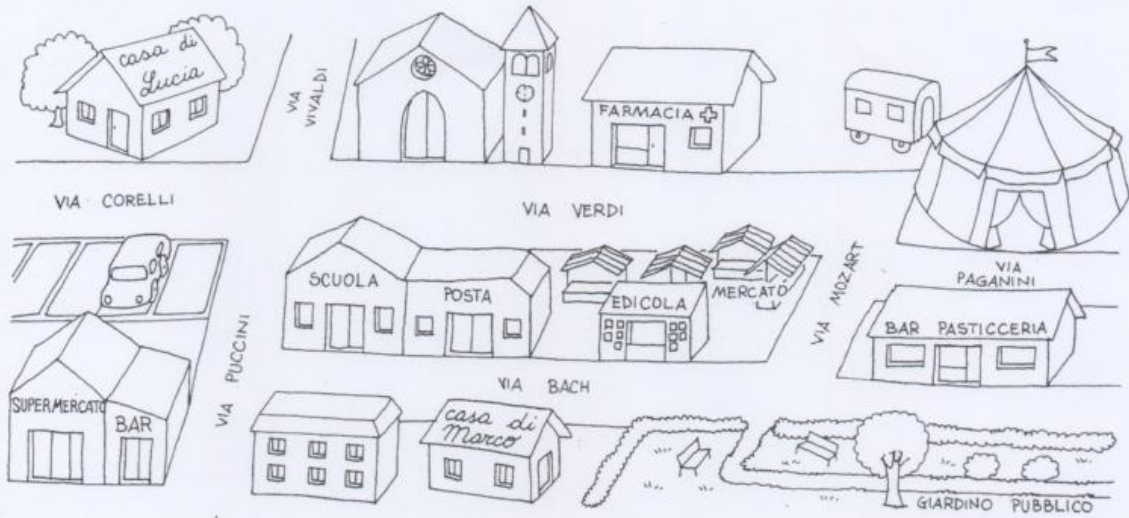 casa di
Lucia
VIA
VIVALDI
FARMACIA
VIA CORELLI
VIA VERDI
SCUOLA
POSTA
EDICOLA
MERCATO
VIA MOZART
VIA
PAGANINI
BAR PASTICCERIA
SUPERMERCATO
BAR
VIA PUCCINI
VIA BACH
casa di
Marco
GIARDINO PUBBLICO